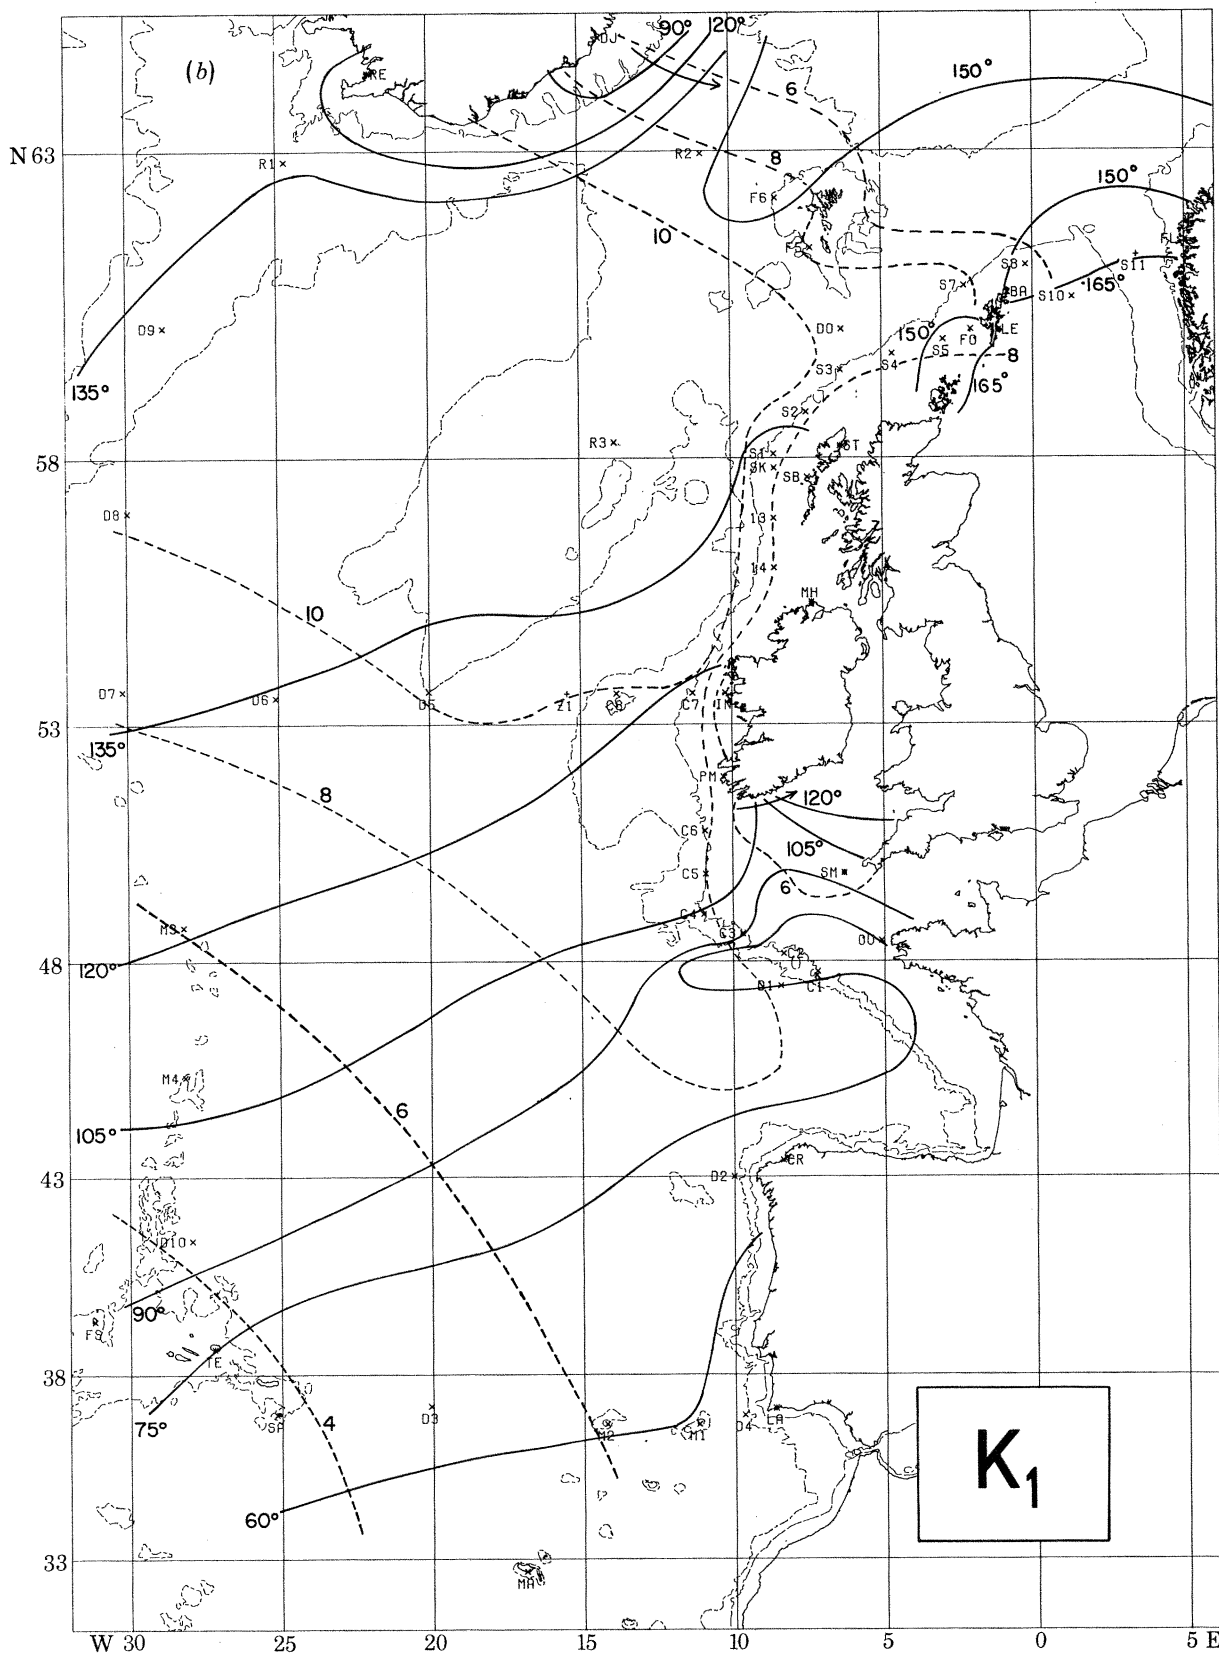 (b)
DJ
90°
120°
RE
6
150°
N 63
R1
R2
8
150°
F6
10
F5
FL
S8
S11
S7
BA
S10
165°
D9
D0
150°
FO
LE
S5
S4
8
S3
135°
165°
S2
R3
ST
58
S1
SK
SB
D8
13
14
10
MH
D7
D6
D5
Z1
C8
C7
IN
53
135°
PM
8
120°
C6
105°
C5
SM
6
C4
M3
C3
OU
C2
48
120°
D1
C1
M4
6
105°
CR
D2
43
D10
90°
FS
TE
38
75°
SA
4
D3
M2
M1
D4
LA
K1
60°
33
MA
W 30 25 20 15 10 5 0 5 E